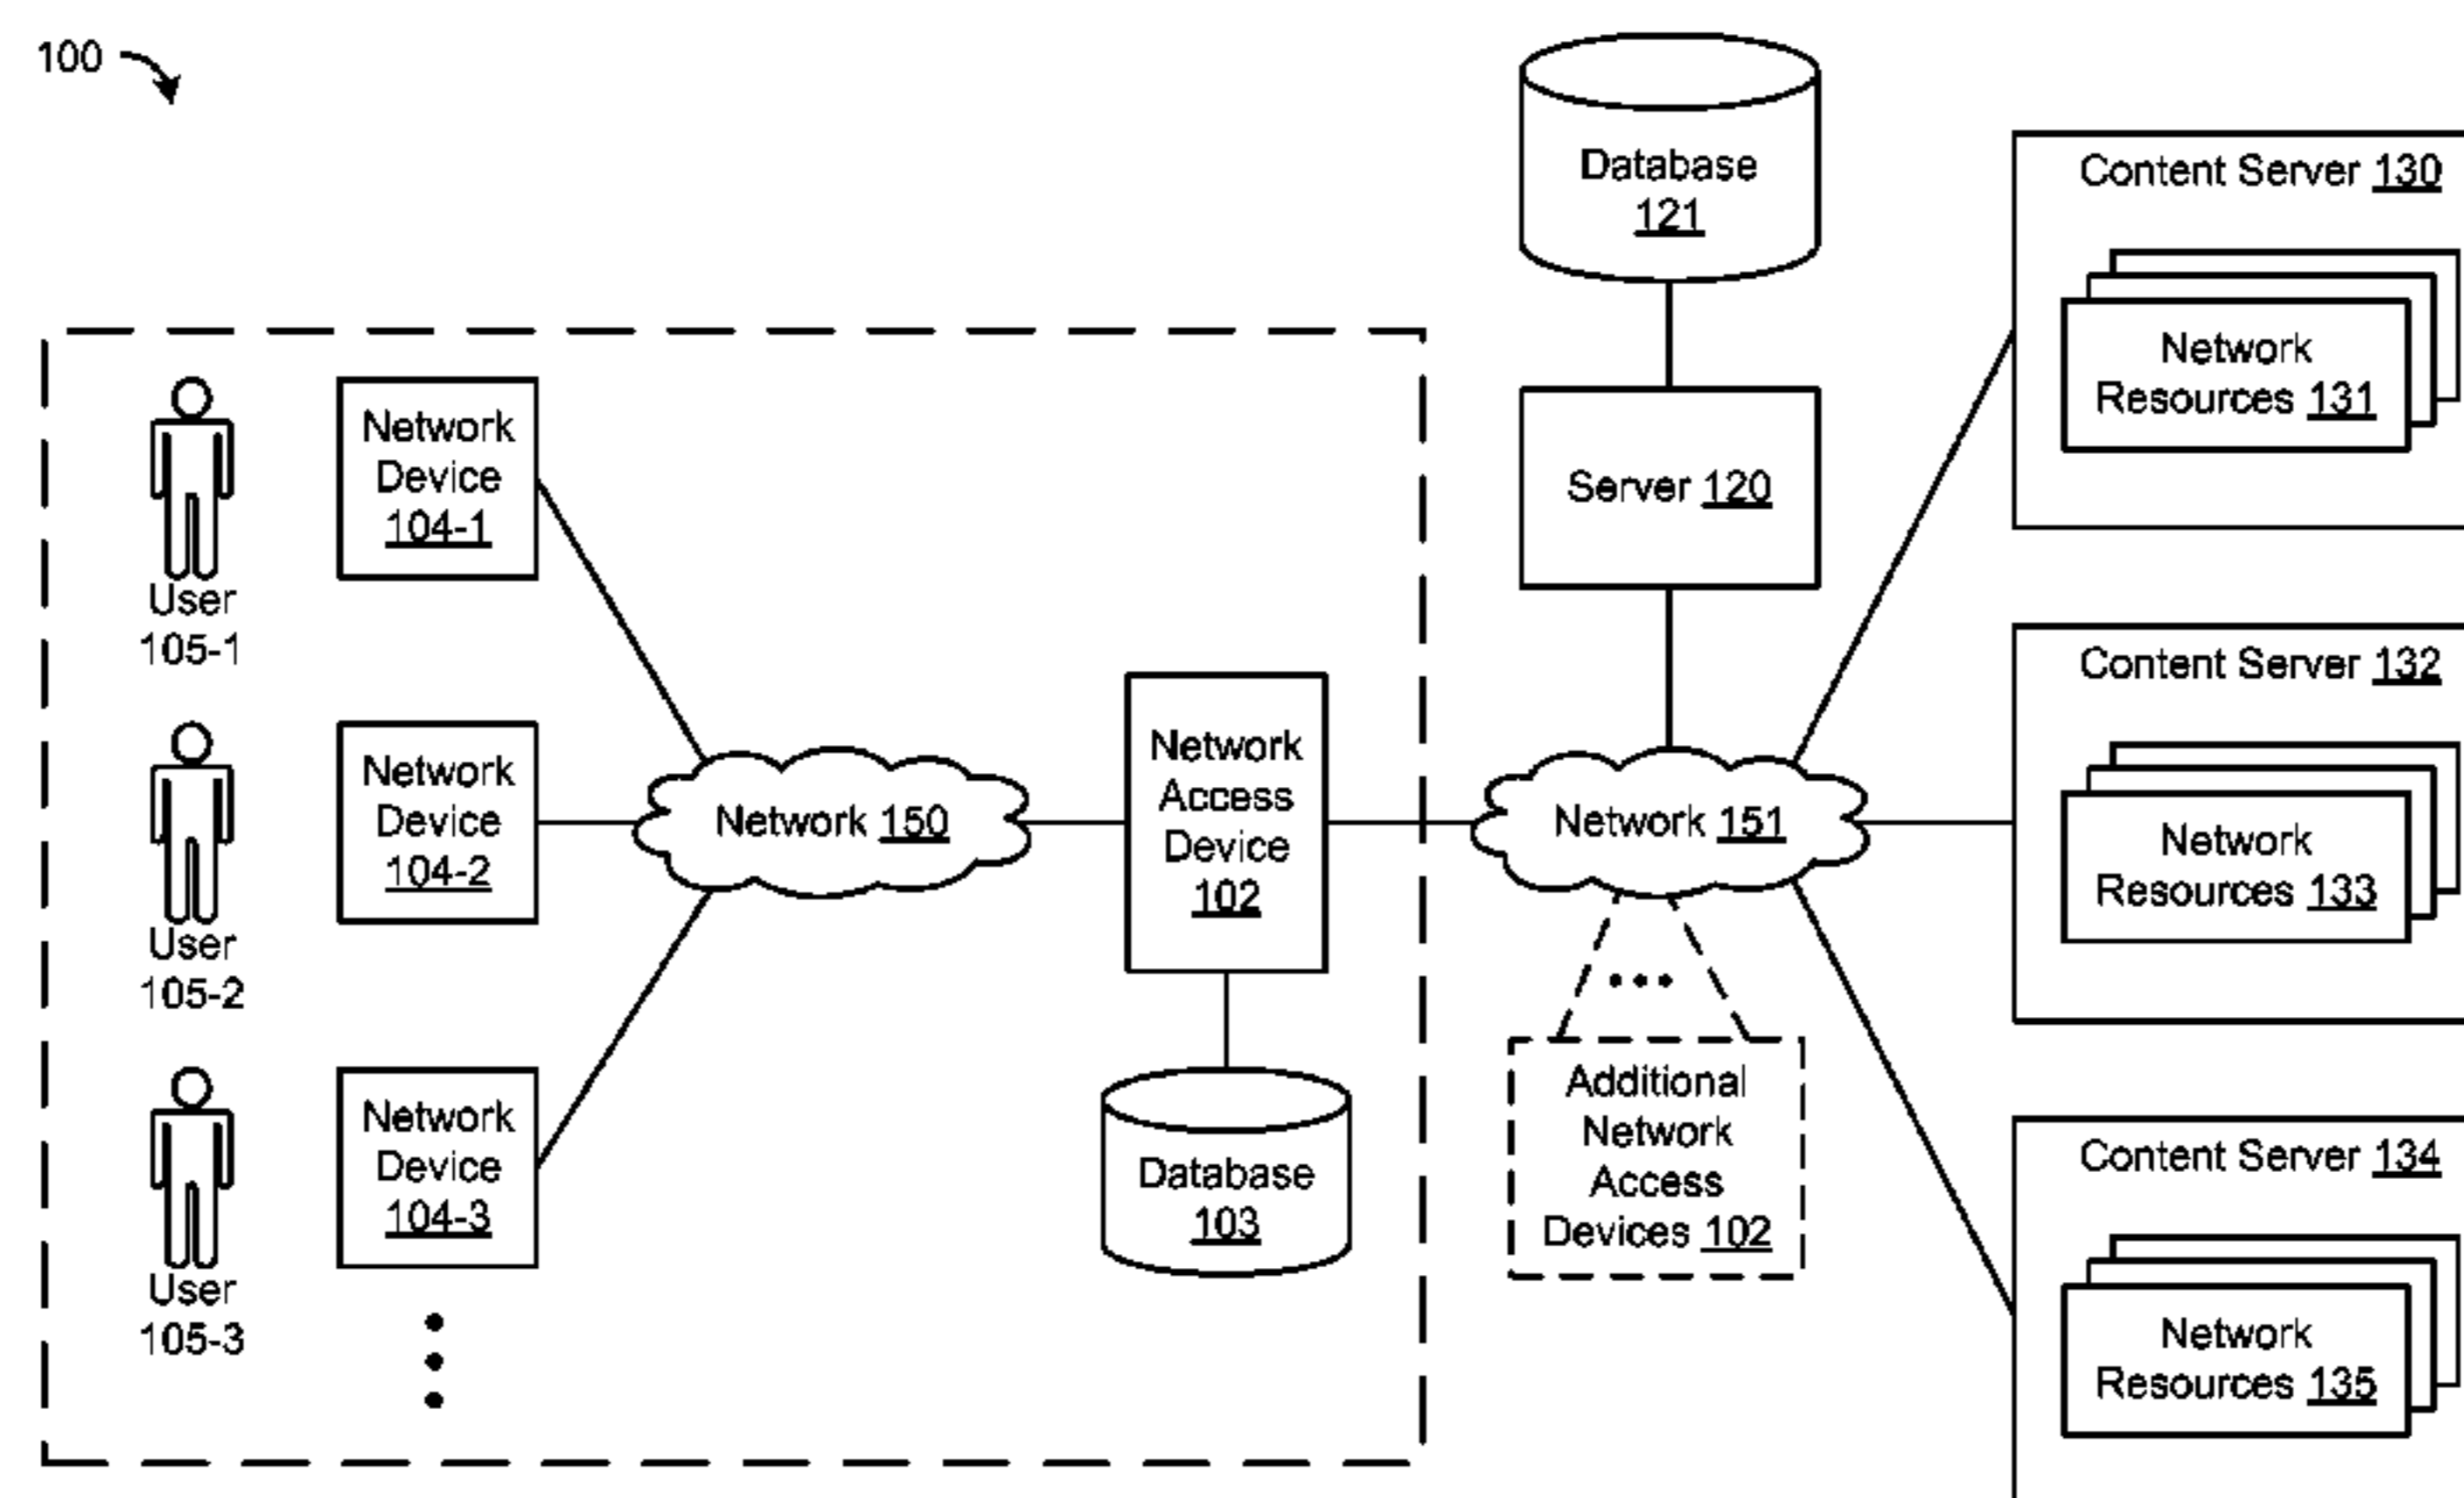 100
Database
121
Content Server 130
Network
Resources 131
Server 120
Network
Device
104-1
User
105-1
Network
Device
104-2
User
105-2
Network
Device
104-3
User
105-3
Network 150
Network
Access
Device
102
Database
103
Network 151
Additional
Network
Access
Devices 102
Content Server 132
Network
Resources 133
Content Server 134
Network
Resources 135